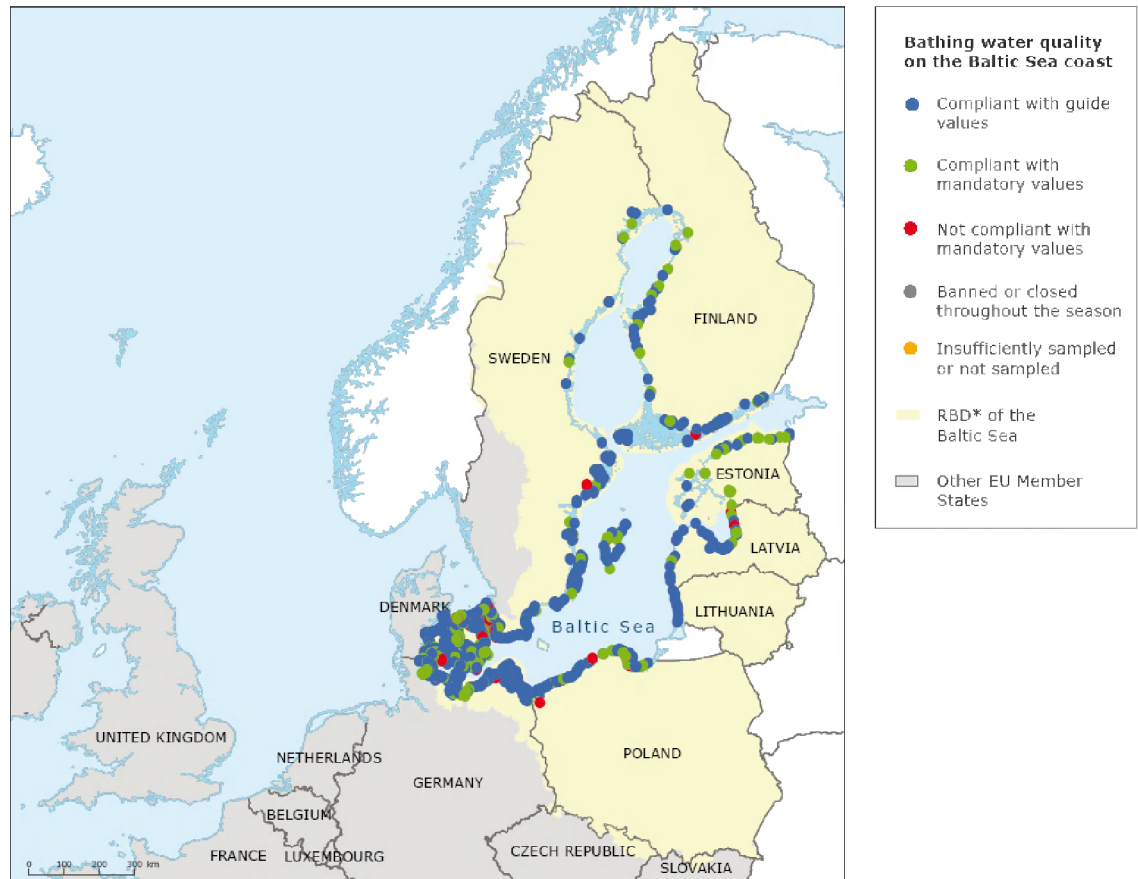 Bathing water quality
on the Baltic Sea coast
Compliant with guide
values
Compliant with
mandatory values
Not compliant with
mandatory values
Banned or closed
throughout the season
Insufficiently sampled
or not sampled
RBD* of the
Baltic Sea
Other EU Member
States
FINLAND
SWEDEN
ESTONIA
LATVIA
DENMARK
LITHUANIA
Baltic Sea
UNITED KINGDOM
NETHERLANDS
POLAND
GERMANY
BELGIUM
FRANCE
LUXEMBOURG
CZECH REPUBLIC
SLOVAKIA
0 100 200 300 km